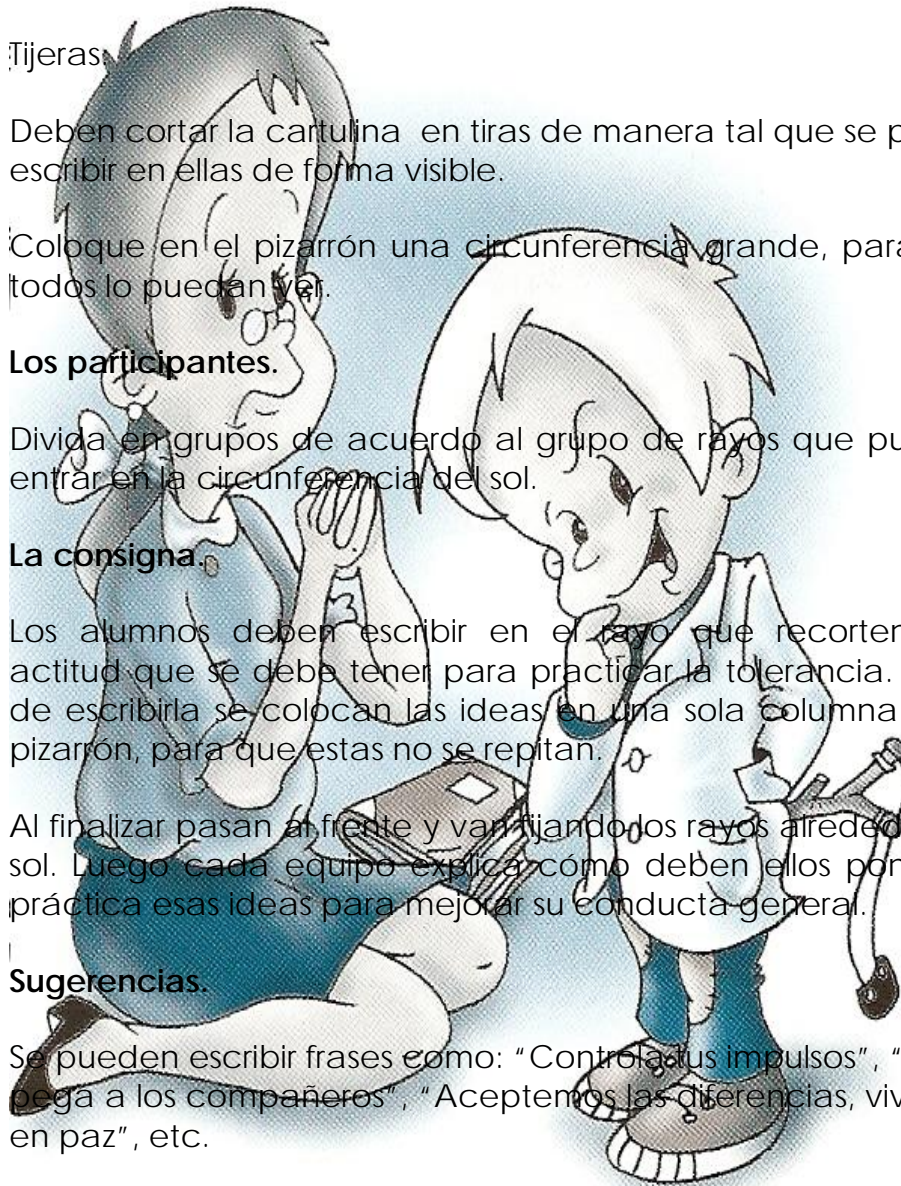 Tijeras.
Deben cortar la cartulina en tiras de manera tal que se p
escribir en ellas de forma visible.
Coloque en el pizarrón una circunferencia grande, para
todos lo puedan ver.
Los participantes.
Divida en grupos de acuerdo al grupo de rayos que pu
entrar en la circunferencia del sol.
La consigna.
Los alumnos deben escribir en el rayo que recorten
actitud que se debe tener para practicar la tolerancia.
de escribirla se colocan las ideas en una sola columna
pizarrón, para que estas no se repitan.
Al finalizar pasan al frente y van fijando los rayos alreded
sol. Luego cada equipo explica cómo deben ellos pon
práctica esas ideas para mejorar su conducta general.
Sugerencias.
Se pueden escribir frases como: “Controla tus impulsos”, “
pega a los compañeros”, “Aceptemos las diferencias, viv
en paz”, etc.